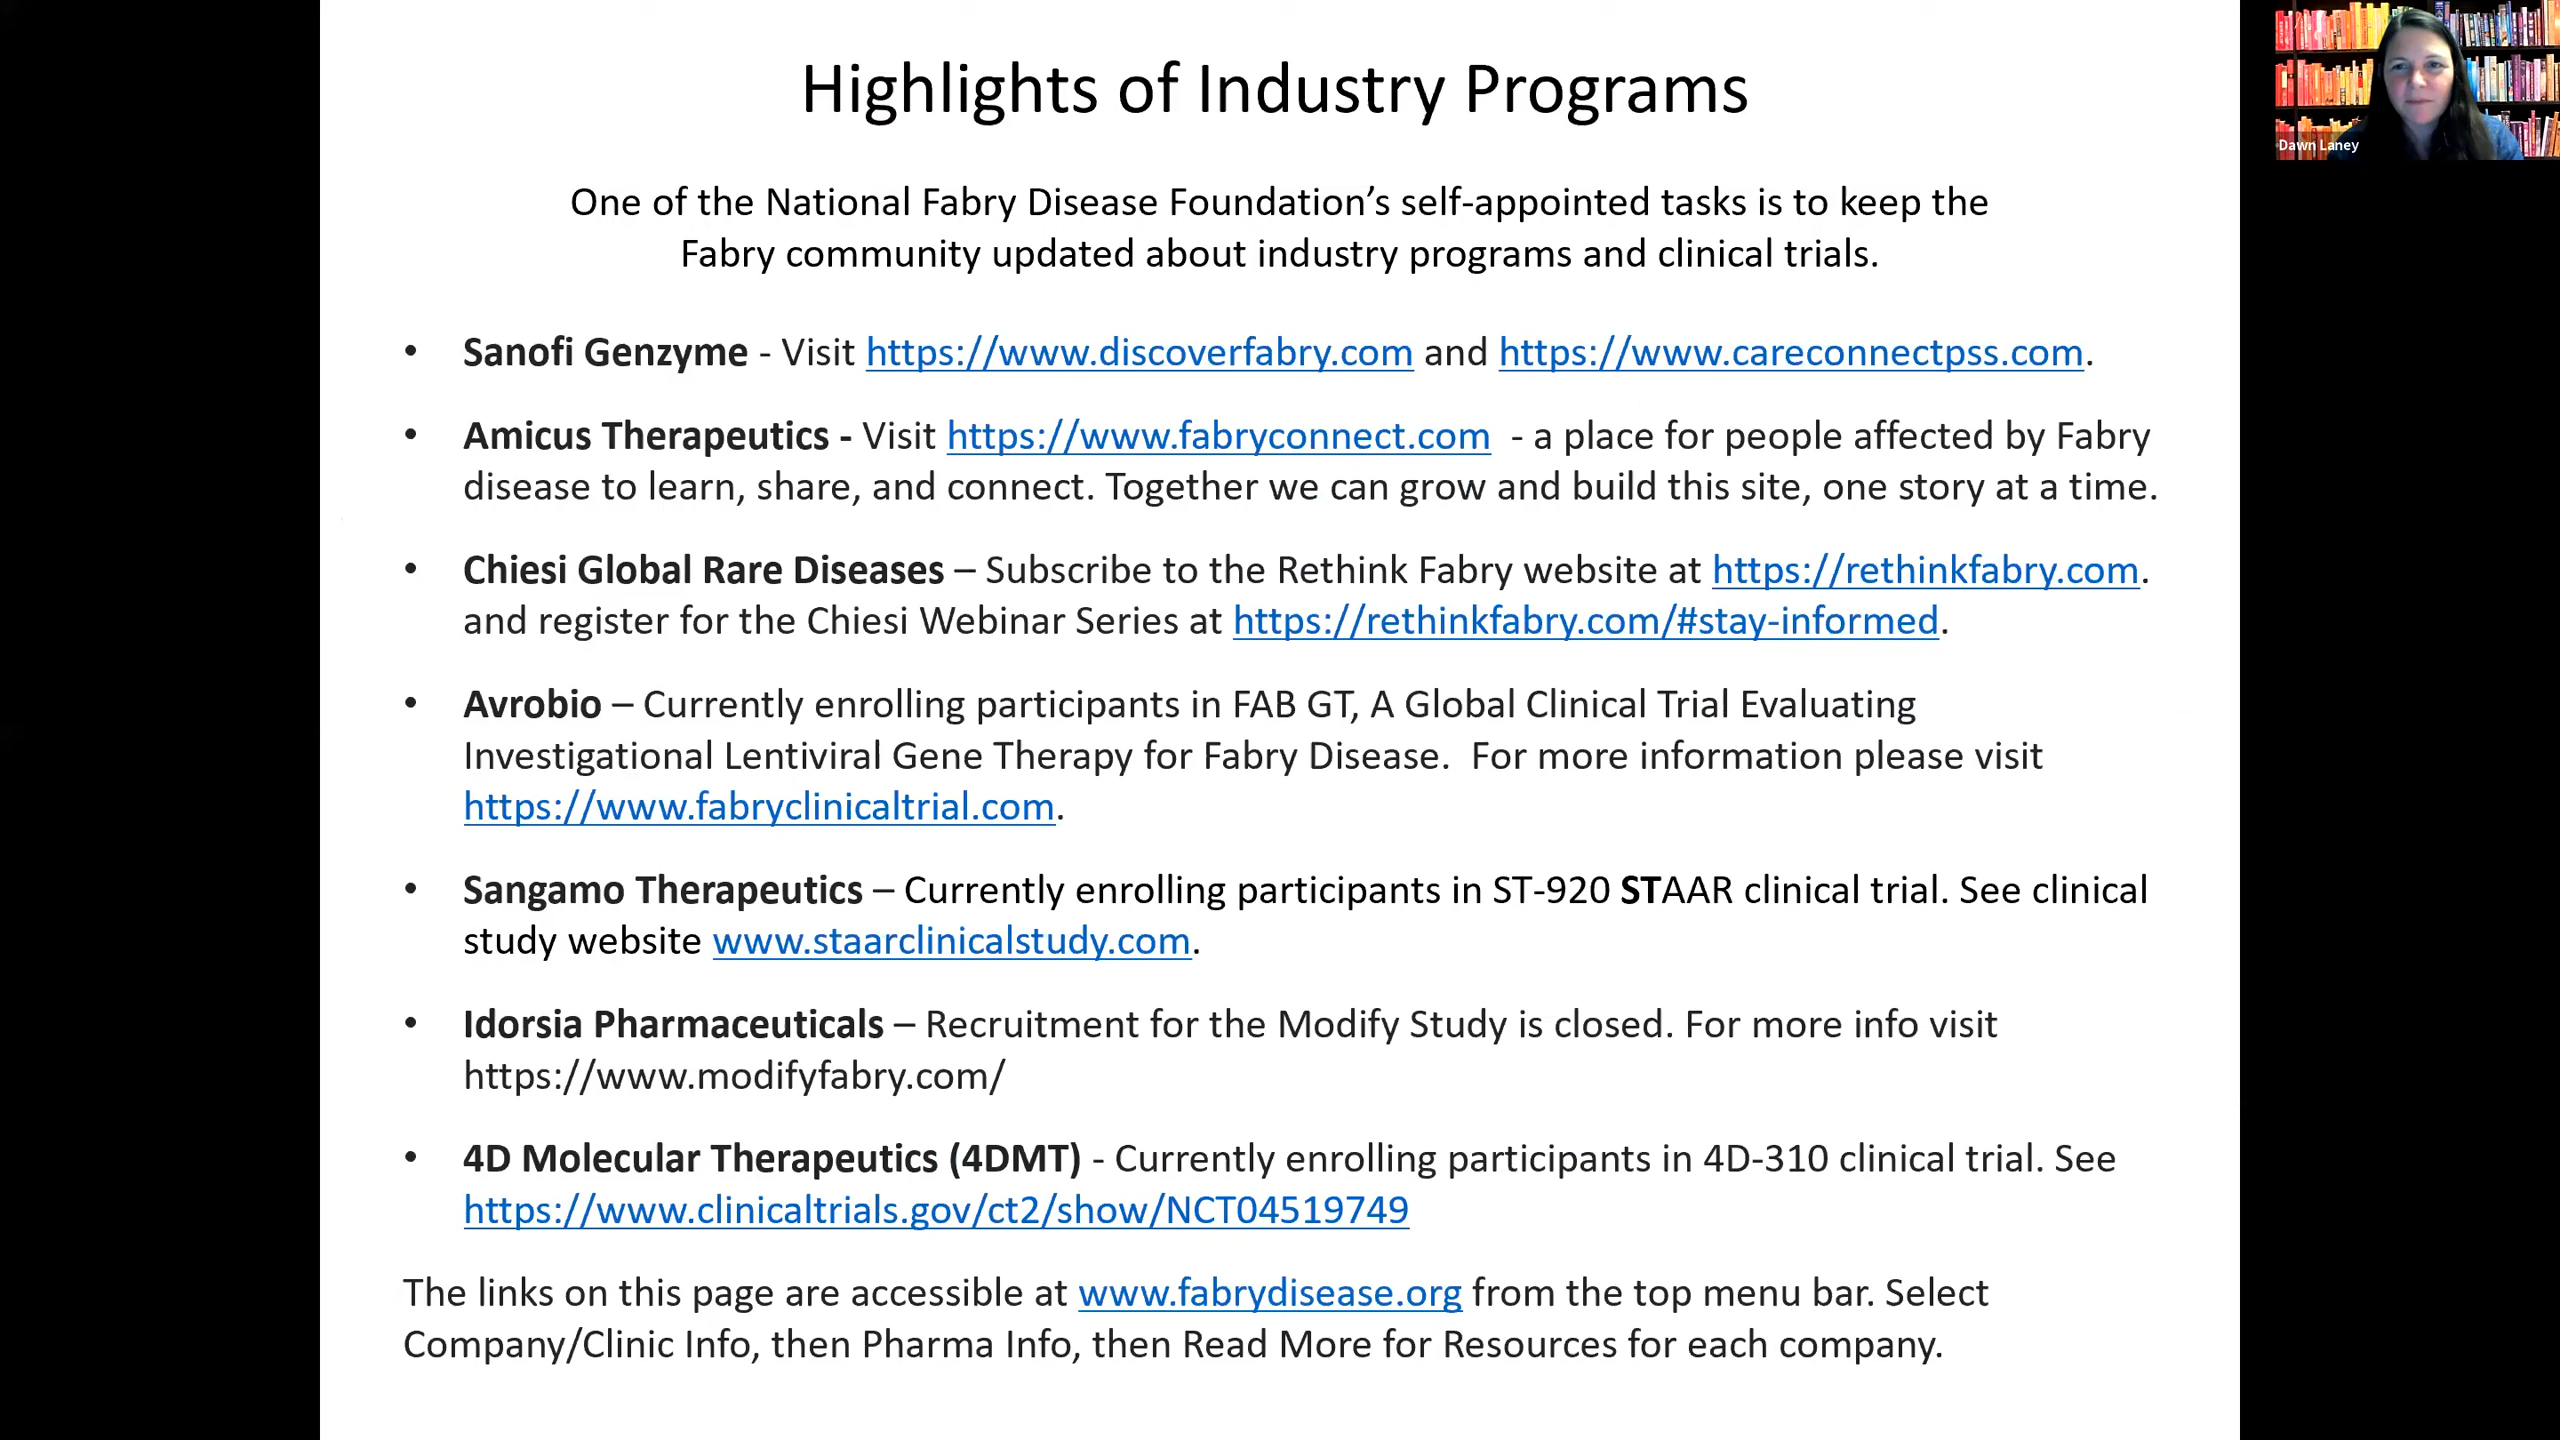 Highlights of Industry Programs
Dawn Laney
One of the National Fabry Disease Foundation’s self-appointed tasks is to keep the
Fabry community updated about industry programs and clinical trials.
• Sanofi Genzyme - Visit https://www.discoverfabry.com and https://www.careconnectpss.com.
• Amicus Therapeutics - Visit https://www.fabryconnect.com - a place for people affected by Fabry
disease to learn, share, and connect. Together we can grow and build this site, one story at a time.
• Chiesi Global Rare Diseases – Subscribe to the Rethink Fabry website at https://rethinkfabry.com.
and register for the Chiesi Webinar Series at https://rethinkfabry.com/#stay-informed.
• Avrobio – Currently enrolling participants in FAB GT, A Global Clinical Trial Evaluating
Investigational Lentiviral Gene Therapy for Fabry Disease. For more information please visit
https://www.fabryclinicaltrial.com.
• Sangamo Therapeutics – Currently enrolling participants in ST-920 STAAR clinical trial. See clinical
study website www.staarclinicalstudy.com.
• Idorsia Pharmaceuticals – Recruitment for the Modify Study is closed. For more info visit
https://www.modifyfabry.com/
• 4D Molecular Therapeutics (4DMT) - Currently enrolling participants in 4D-310 clinical trial. See
https://www.clinicaltrials.gov/ct2/show/NCT04519749
The links on this page are accessible at www.fabrydisease.org from the top menu bar. Select
Company/Clinic Info, then Pharma Info, then Read More for Resources for each company.